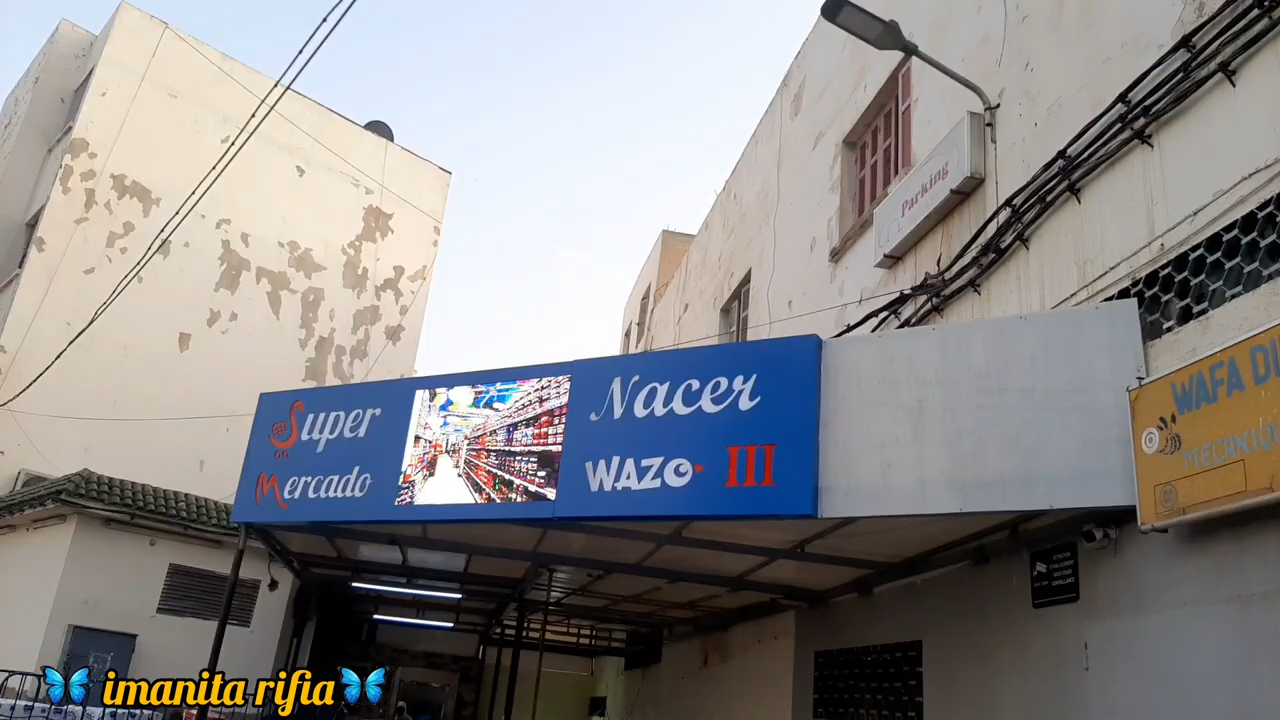 Parking
Super
Mercado
Nacer
WAZO III
WAFA
imanita rifia